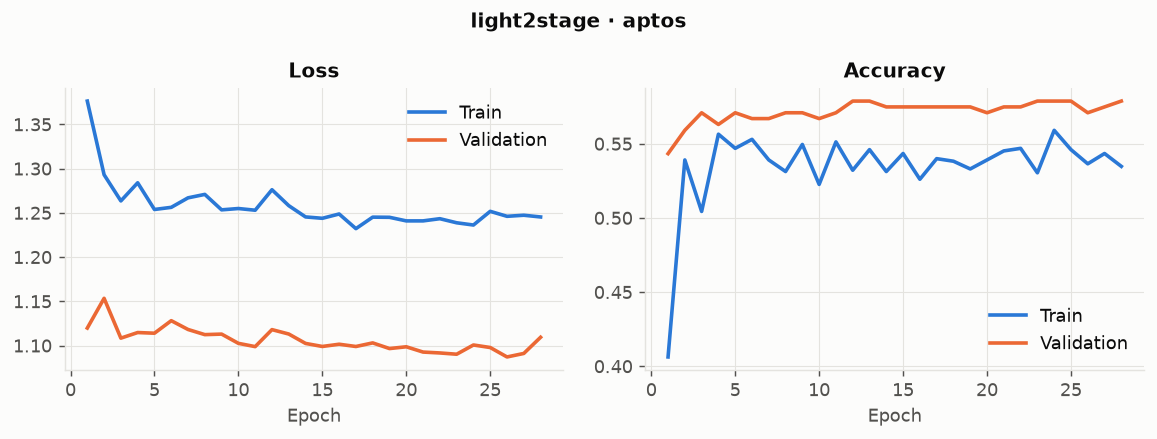 light2stage · aptos
Loss
Train
Validation
1.35
1.30
1.25
1.20
1.15
1.10
0
5
10
15
20
25
Epoch
Accuracy
0.55
0.50
0.45
0.40
Train
Validation
0
5
10
15
20
25
Epoch